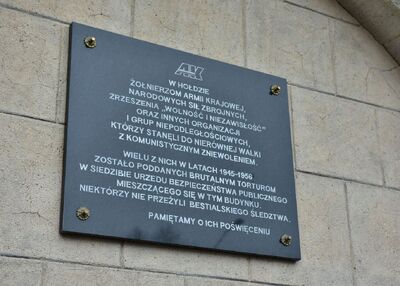 AK
W HOŁDZIE
ŻOŁNIERZOM ARMII KRAJOWEJ,
NARODOWYCH SIŁ ZBROJNYCH,
ZRZESZENIA „WOLNOŚĆ I NIEZAWISŁOŚĆ"
ORAZ INNYCH ORGANIZACJI
I GRUP NIEPODLEGŁOŚCIOWYCH,
KTÓRZY STANĘLI DO NIERÓWNEJ WALKI
Z KOMUNISTYCZNYM ZNIEWOLENIEM.
WIELU Z NICH W LATACH 1945-1956
ZOSTAŁO PODDANYCH BRUTALNYM TORTUROM
W SIEDZIBIE URZĘDU BEZPIECZEŃSTWA PUBLICZNEGO
MIESZCZĄCEGO SIĘ W TYM BUDYNKU.
NIEKTÓRZY NIE PRZEŻYLI BESTIALSKIEGO ŚLEDZTWA.
PAMIĘTAMY O ICH POŚWIĘCENIU